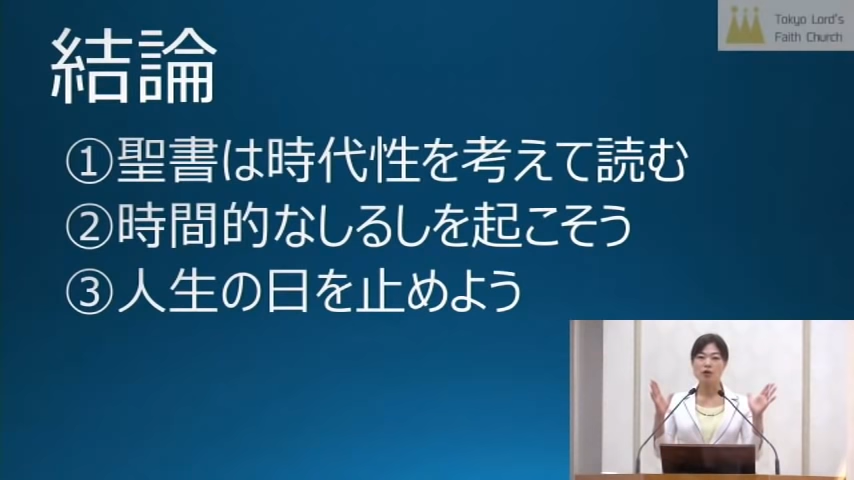 Tokyo Lord's
Faith Church
結論
①聖書は時代性を考えて読む
②時間的なしるしを起こそう
③人生の日を止めよう